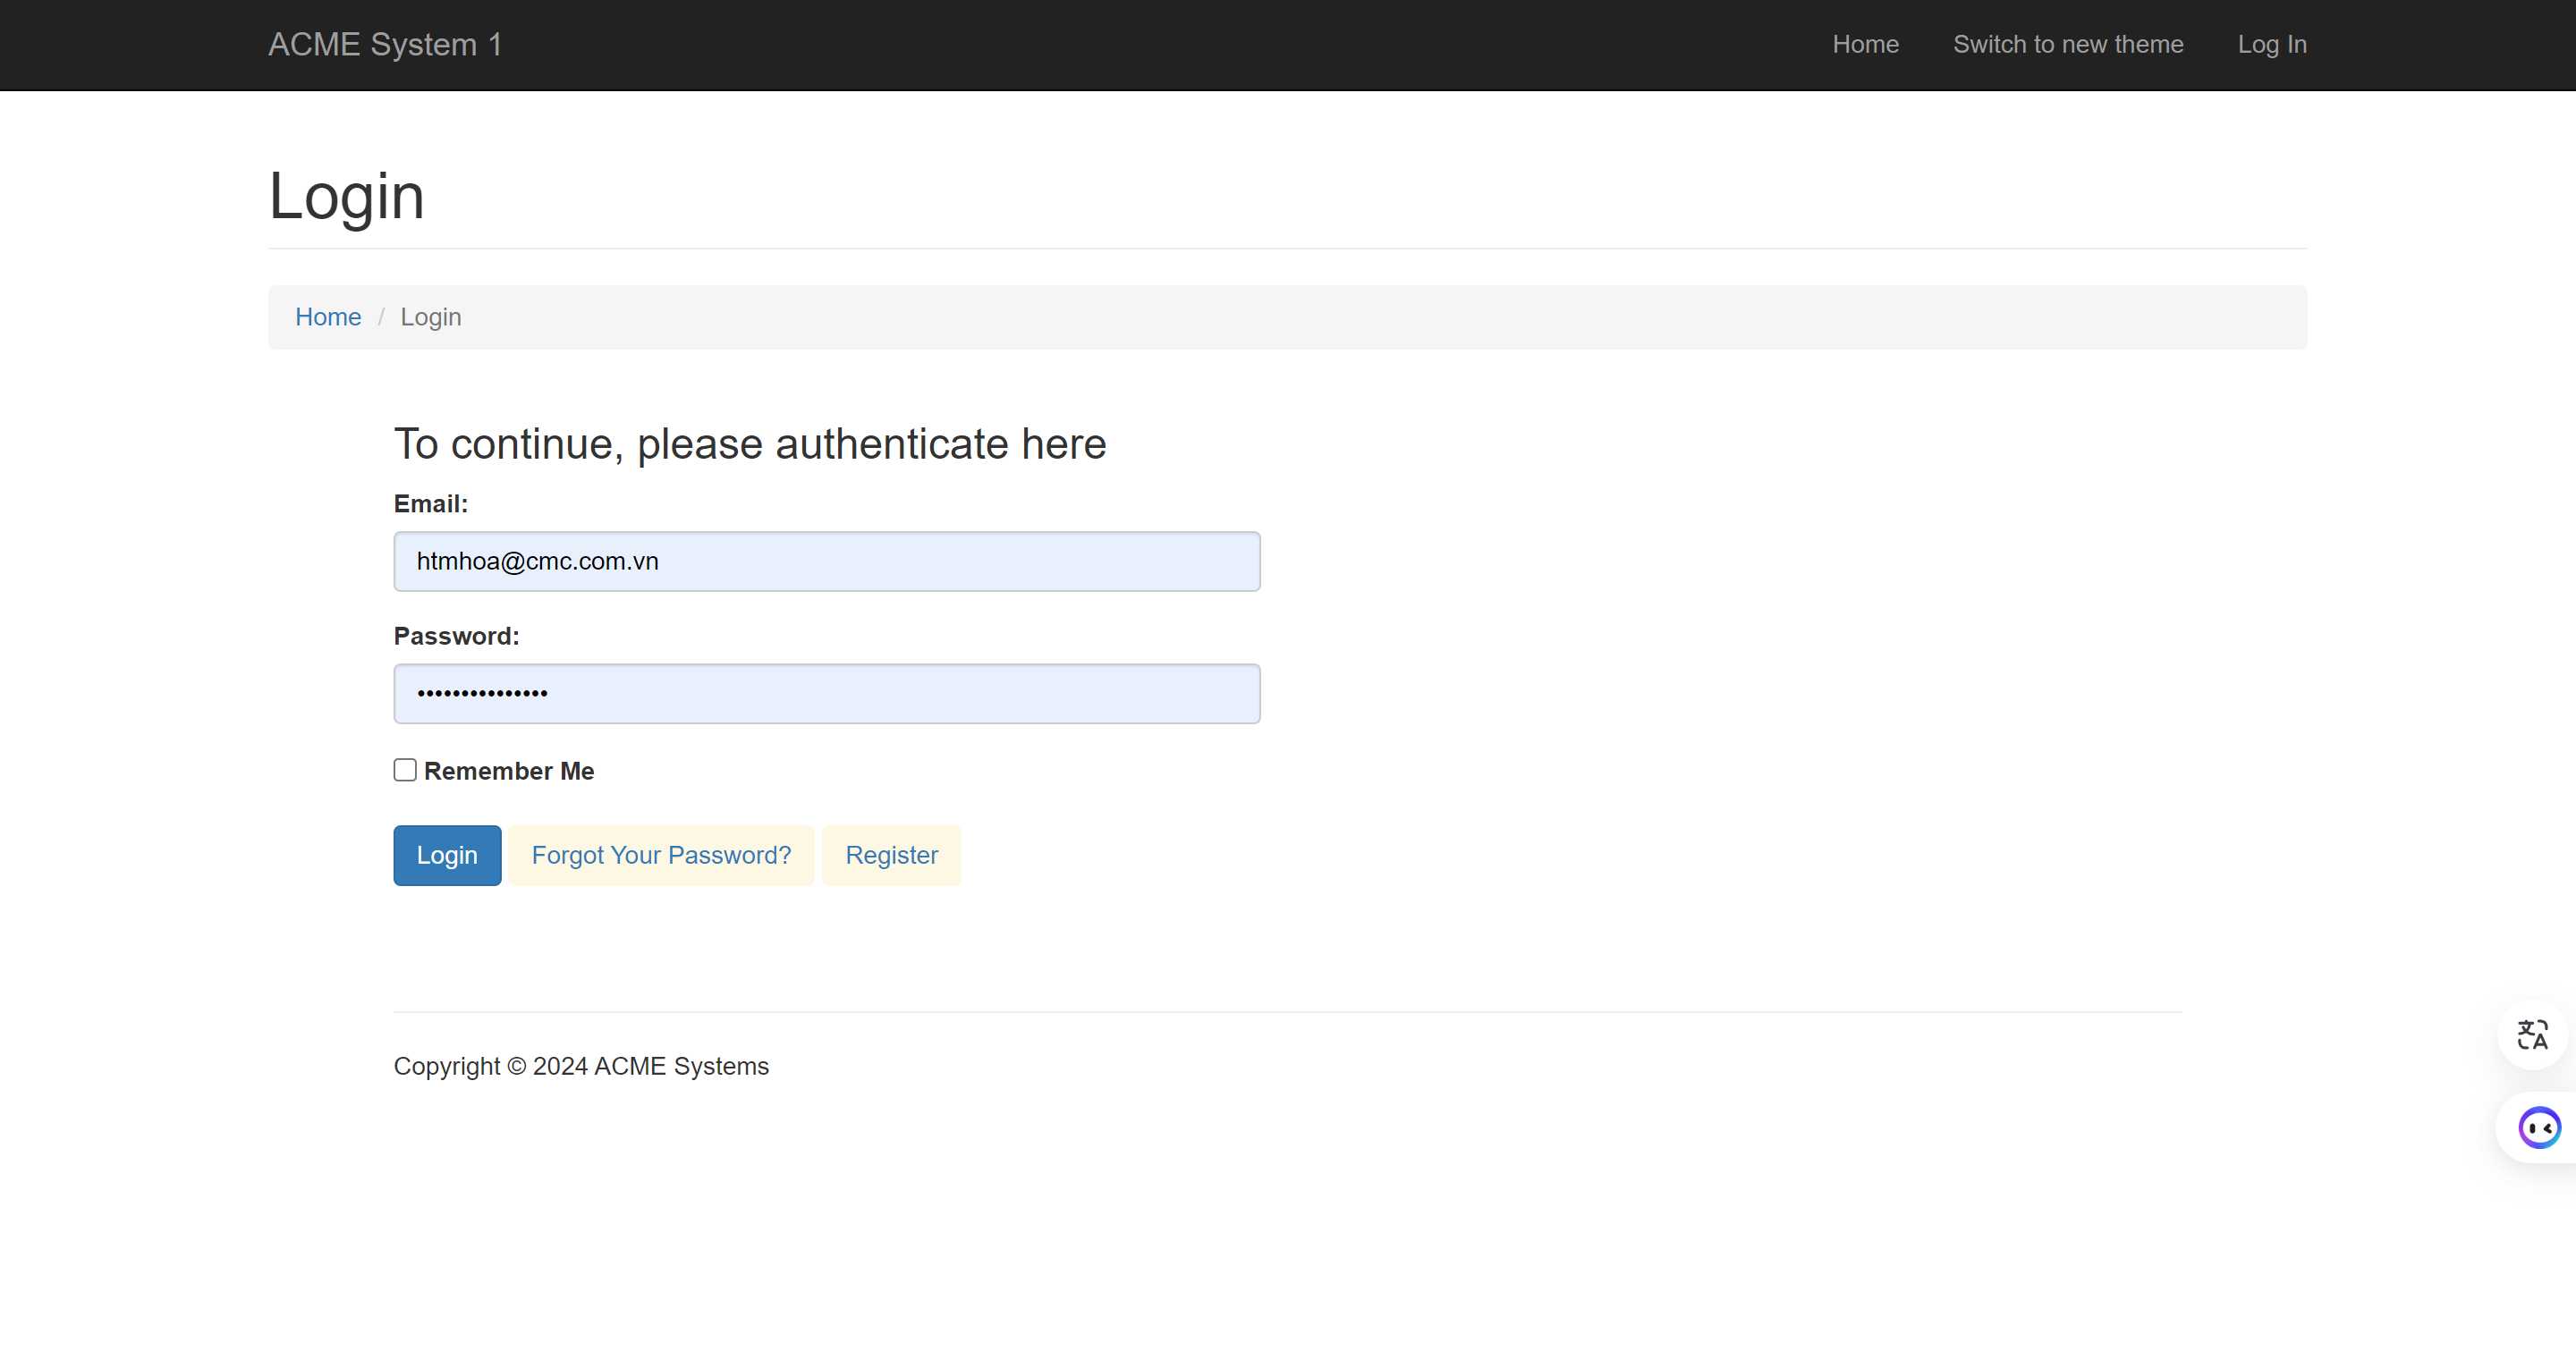 ACME System 1 Home Switch to new theme Log In
Login
Home / Login
To continue, please authenticate here
Email:
htmhoa@cmc.com.vn
Password:
•••••••••••••••
Remember Me
Login Forgot Your Password? Register
Copyright © 2024 ACME Systems